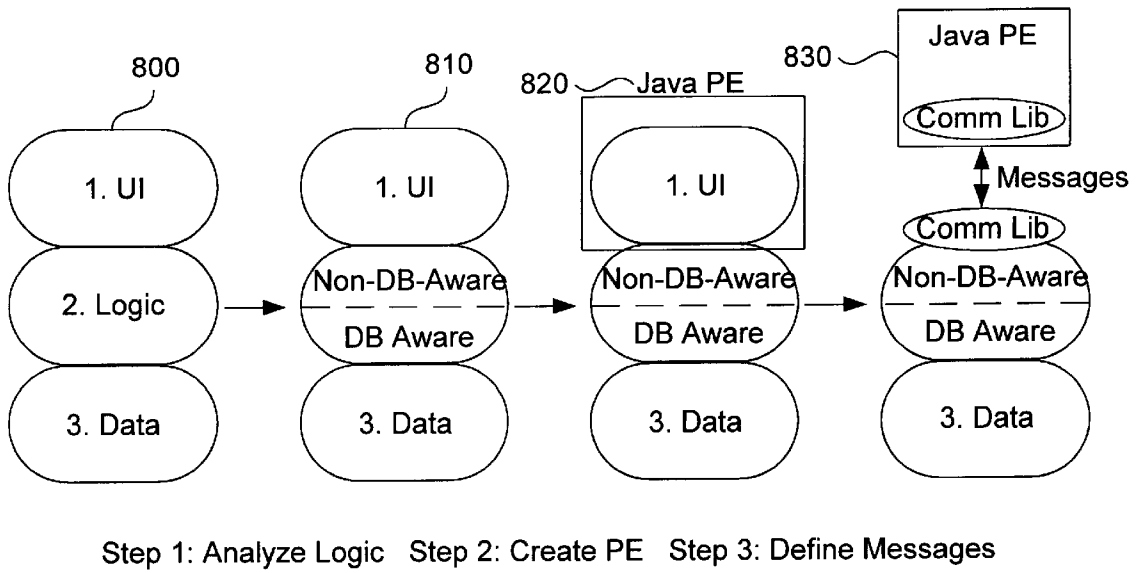 800
810
820
Java PE
830
Java PE
Comm Lib
Messages
Comm Lib
1. UI
1. UI
1. UI
2. Logic
Non-DB-Aware
DB Aware
Non-DB-Aware
DB Aware
Non-DB-Aware
DB Aware
3. Data
3. Data
3. Data
3. Data
Step 1: Analyze Logic Step 2: Create PE Step 3: Define Messages